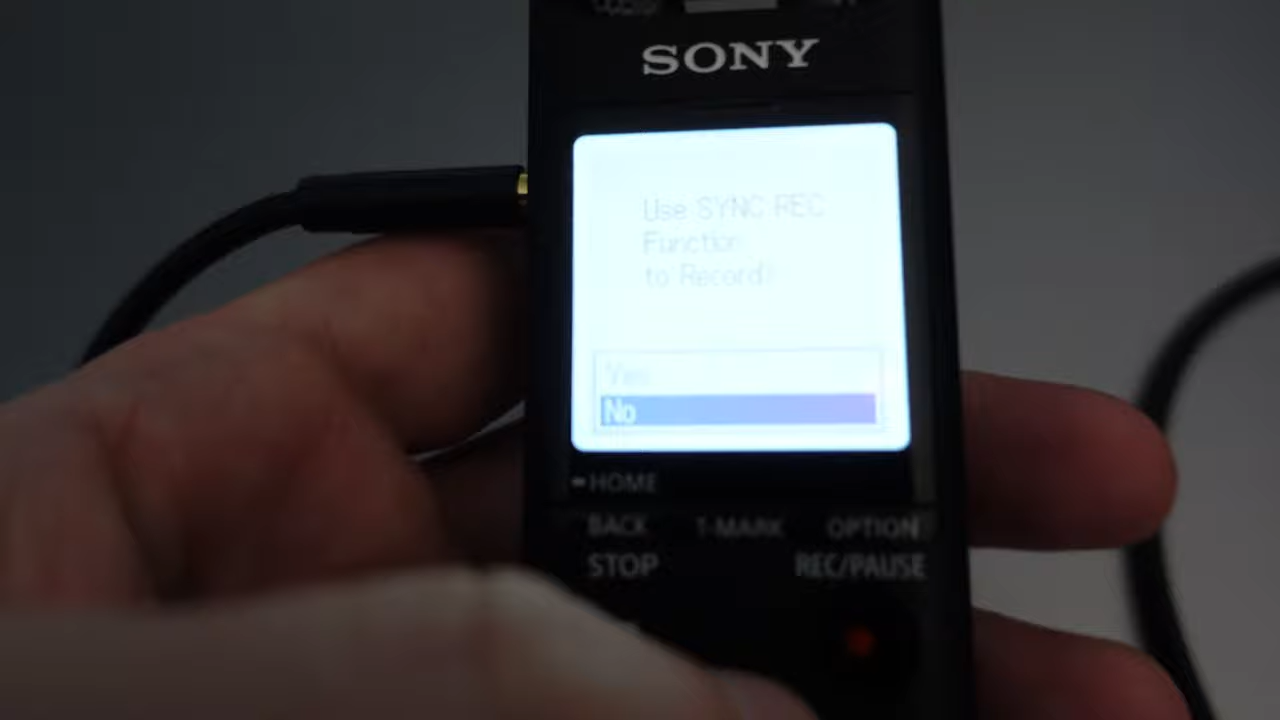 SONY
Use SYNC REC
Function
to Record?
Yes
No
HOME
BACK T-MARK OPTION
STOP REC/PAUSE